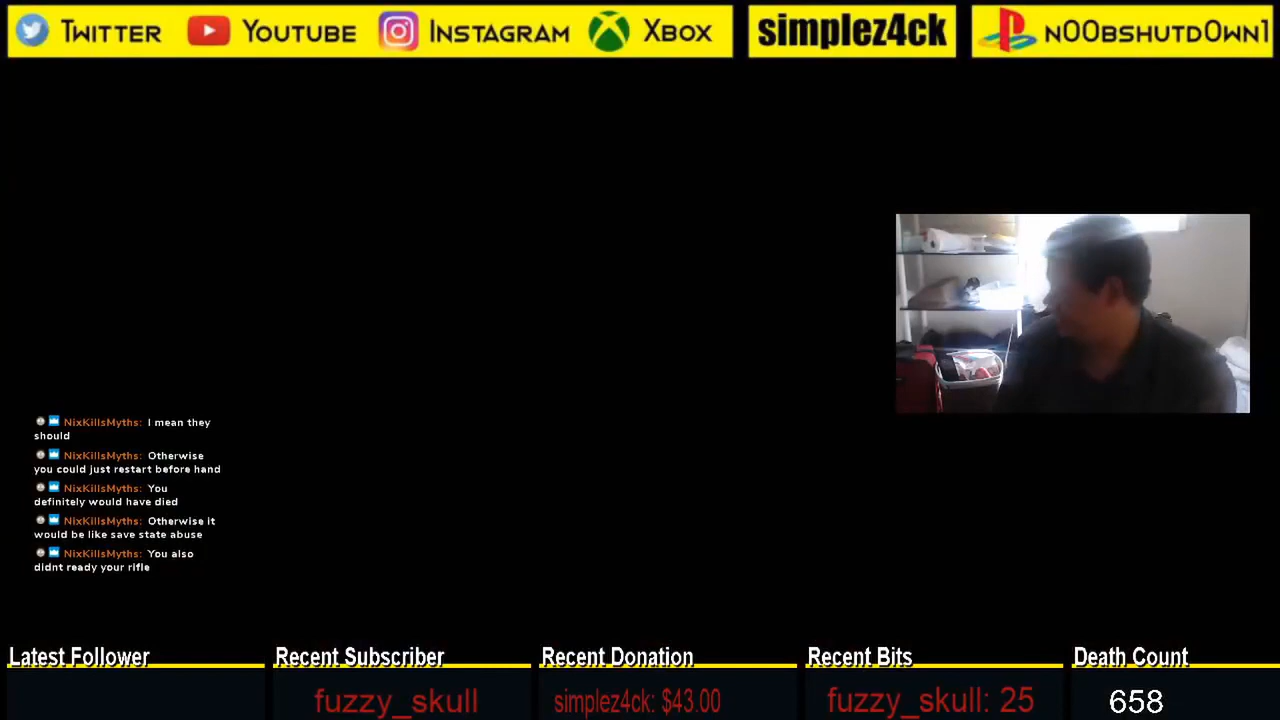 Twitter Youtube Instagram Xbox simplez4ck n00bshutd0wn1
NixKillsMyths: I mean they
should
NixKillsMyths: Otherwise
you could just restart before hand
NixKillsMyths: You
definitely would have died
NixKillsMyths: Otherwise it
would be like save state abuse
NixKillsMyths: You also
didnt ready your rifle
Latest Follower Recent Subscriber Recent Donation Recent Bits Death Count
fuzzy_skull simplez4ck: $43.00 fuzzy_skull: 25 658